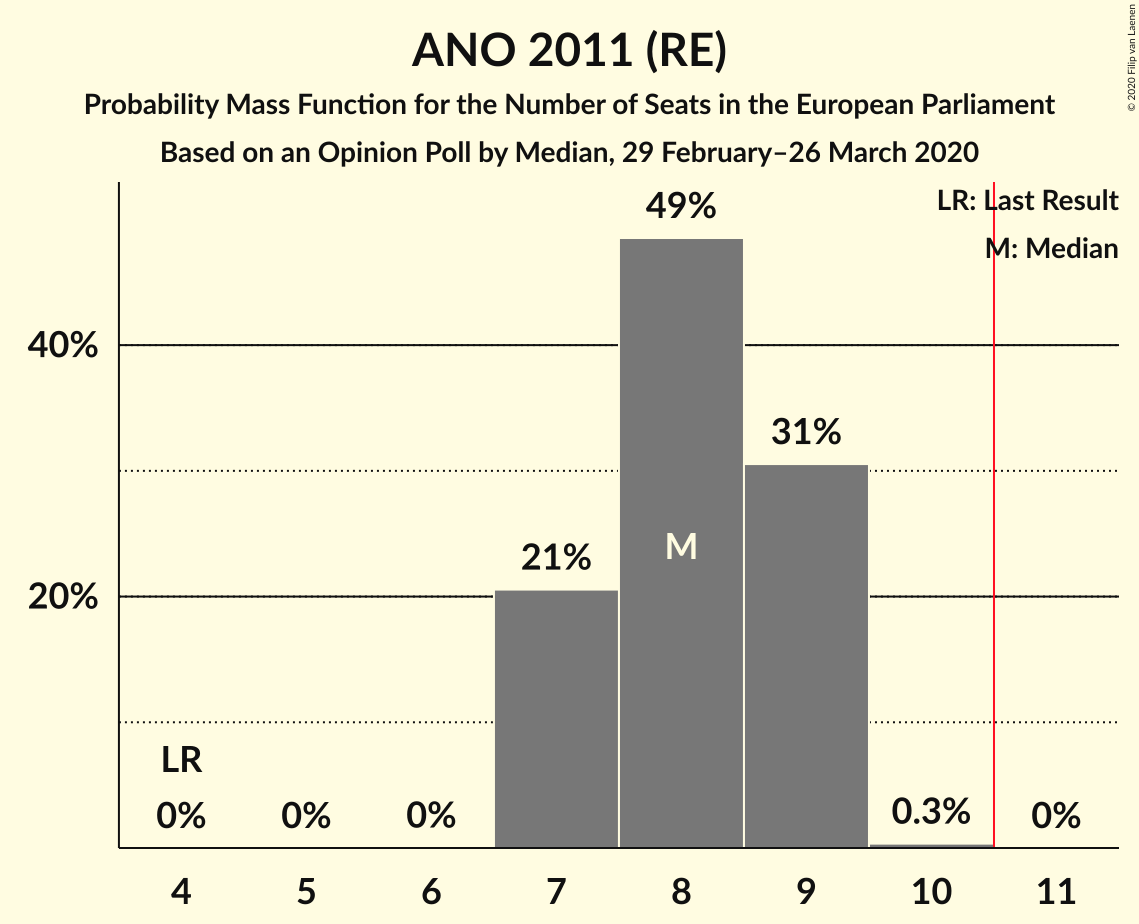 ANO 2011 (RE)
Probability Mass Function for the Number of Seats in the European Parliament
Based on an Opinion Poll by Median, 29 February–26 March 2020
© 2020 Filip van Laenen
LR: Last Result
M: Median
49%
40%
31%
M
21%
20%
LR
0%
0%
0%
0.3%
0%
4
5
6
7
8
9
10
11